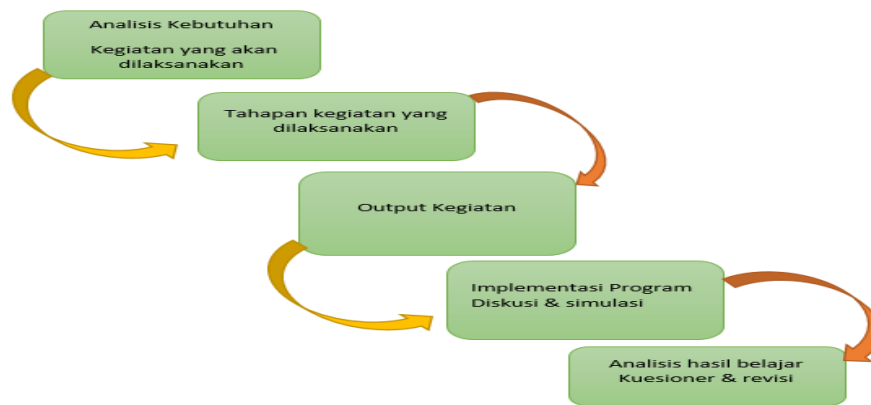 Analisis Kebutuhan
Kegiatan yang akan
dilaksanakan
Tahapan kegiatan yang
dilaksanakan
Output Kegiatan
Implementasi Program
Diskusi & simulasi
Analisis hasil belajar
Kuesioner & revisi